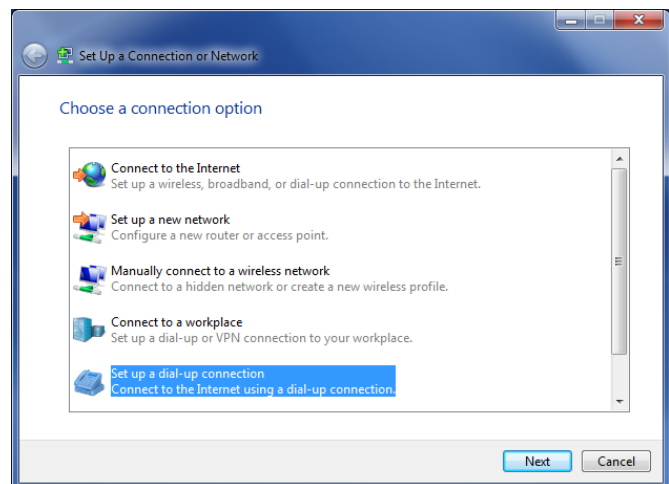 Set Up a Connection or Network
Choose a connection option
Connect to the Internet
Set up a wireless, broadband, or dial-up connection to the Internet.
Set up a new network
Configure a new router or access point.
Manually connect to a wireless network
Connect to a hidden network or create a new wireless profile.
Connect to a workplace
Set up a dial-up or VPN connection to your workplace.
Set up a dial-up connection
Connect to the Internet using a dial-up connection.
Next Cancel